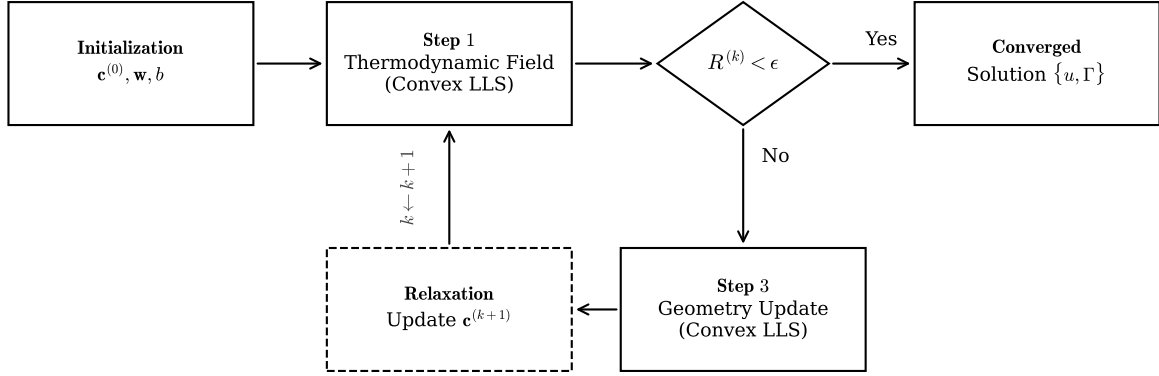 Initialization
c^(0), w, b
Step 1
Thermodynamic Field
(Convex LLS)
R^(k) < ϵ
Yes
Converged
Solution {u, Γ}
No
k ← k + 1
Relaxation
Update c^(k+1)
Step 3
Geometry Update
(Convex LLS)